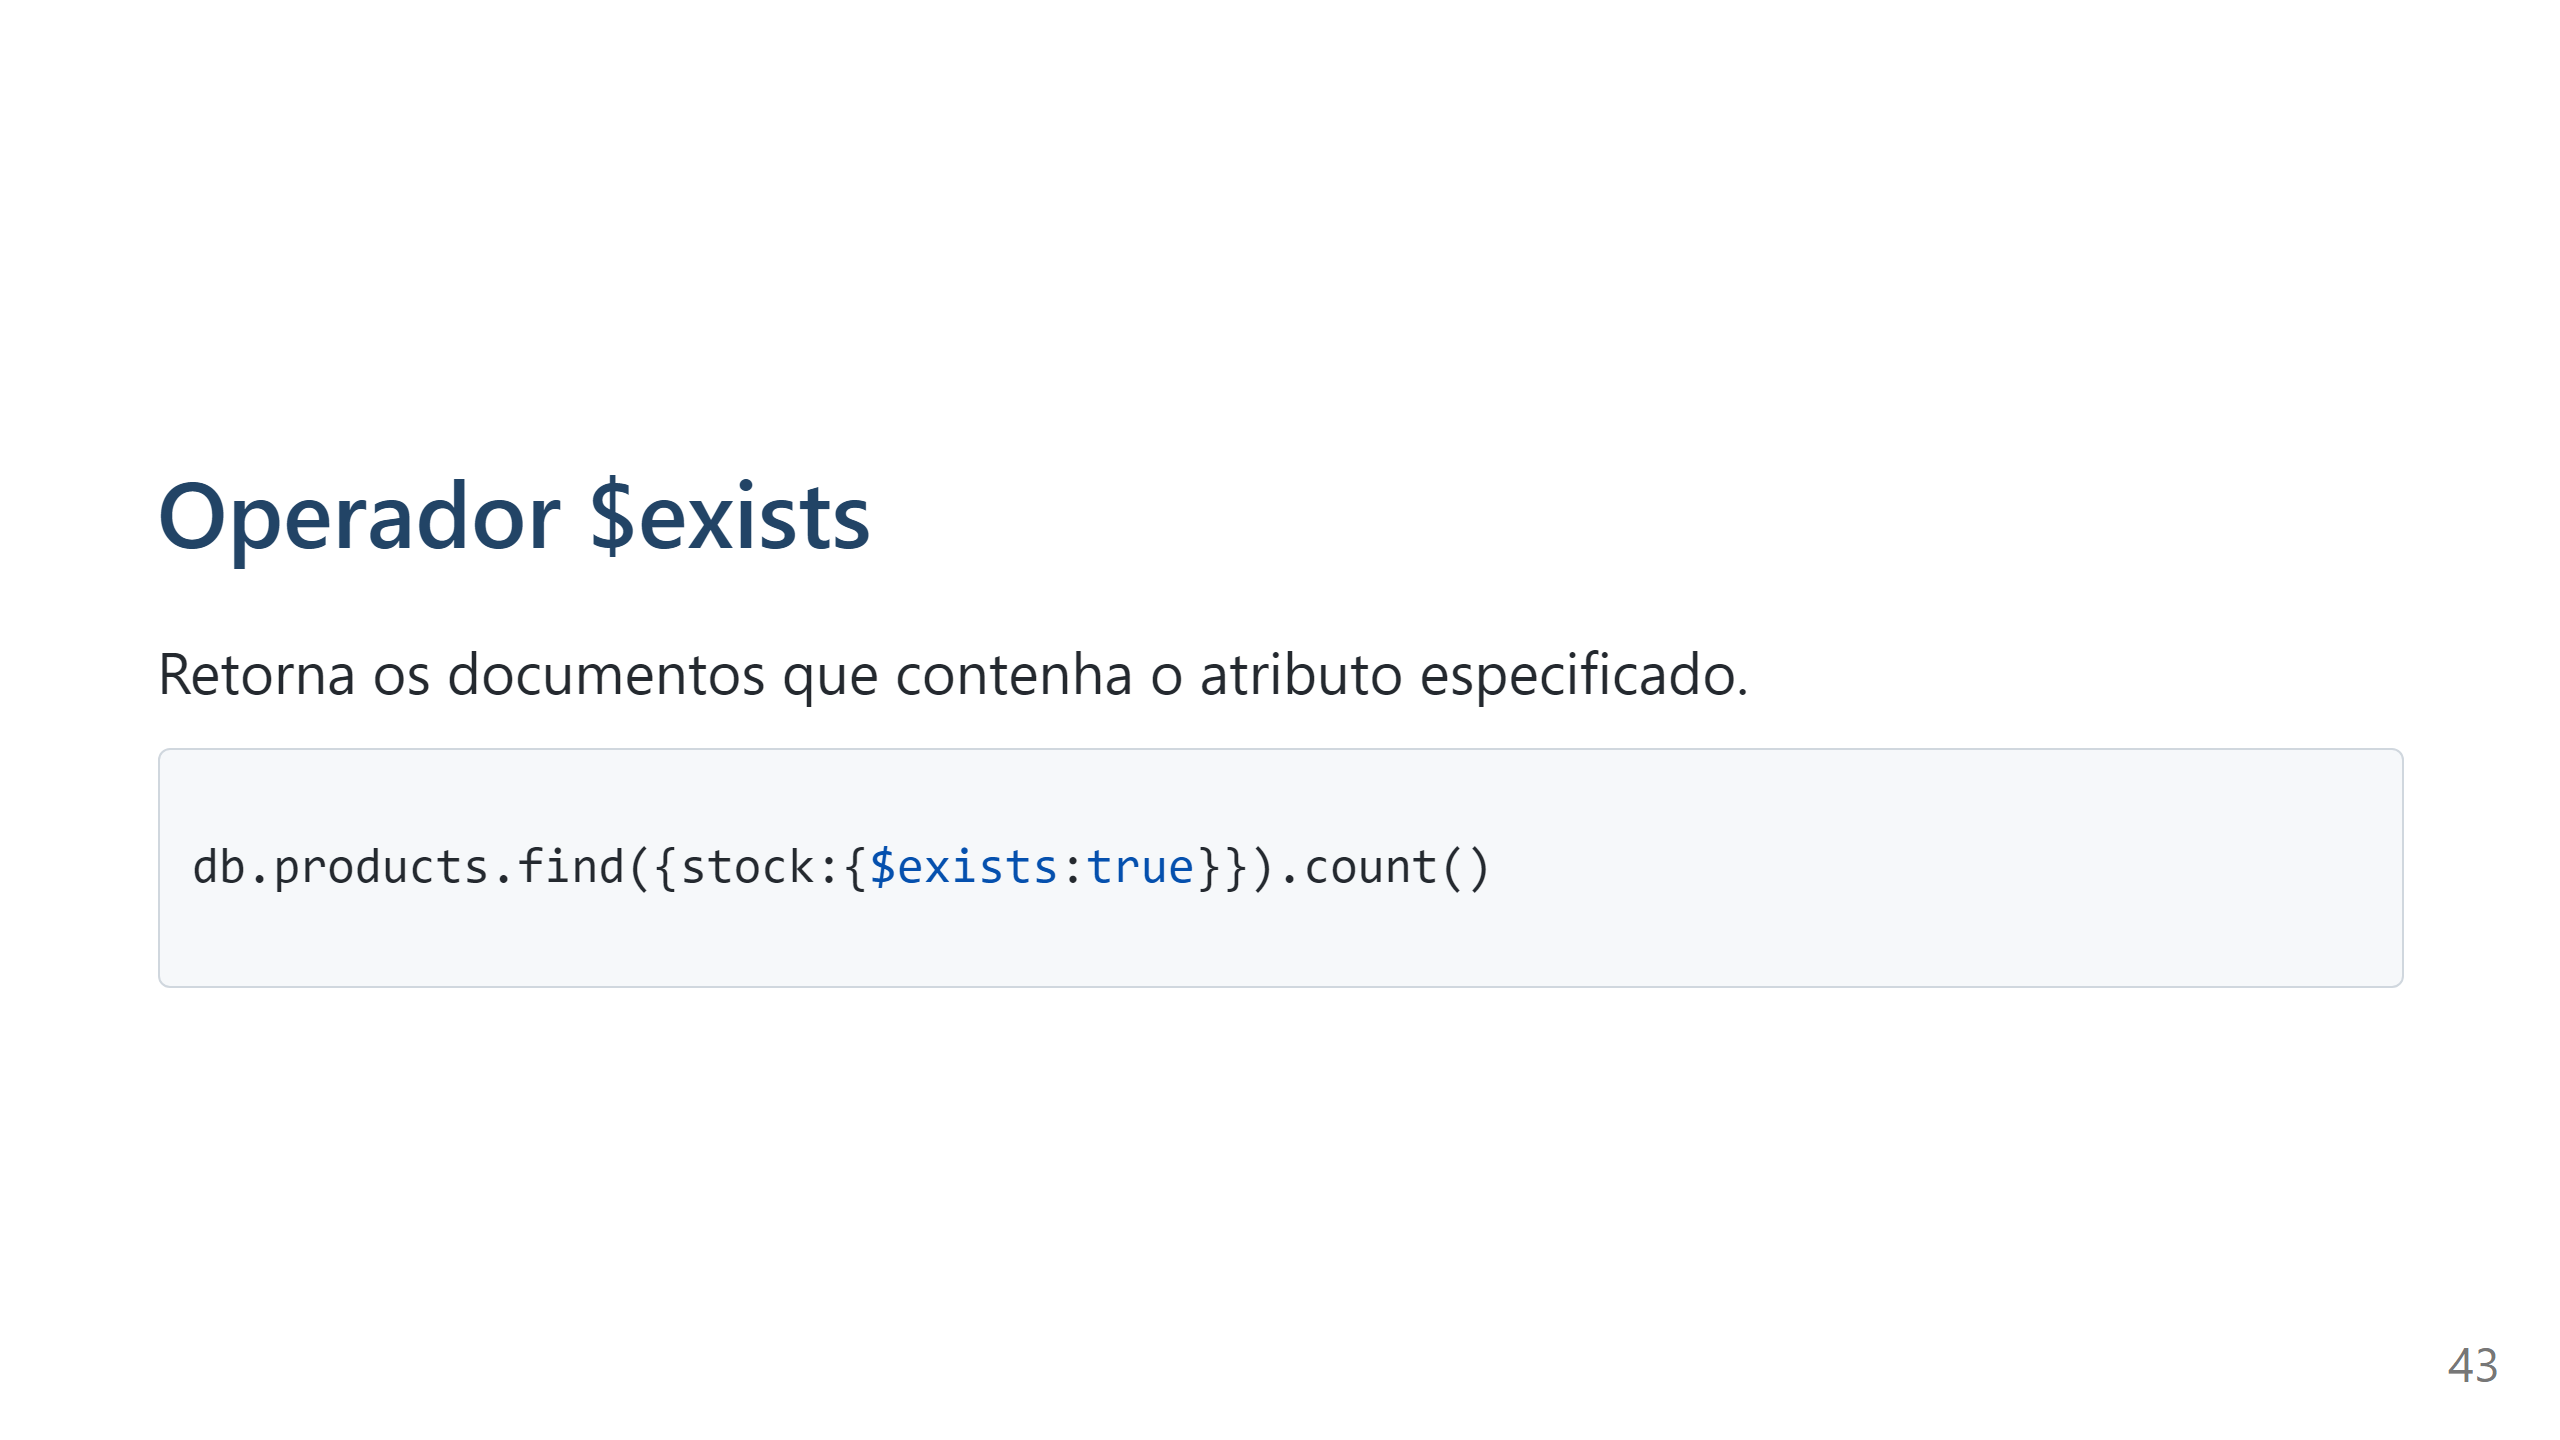 Operador $exists
Retorna os documentos que contenha o atributo especificado.
db.products.find({stock:{$exists:true}}).count()
43